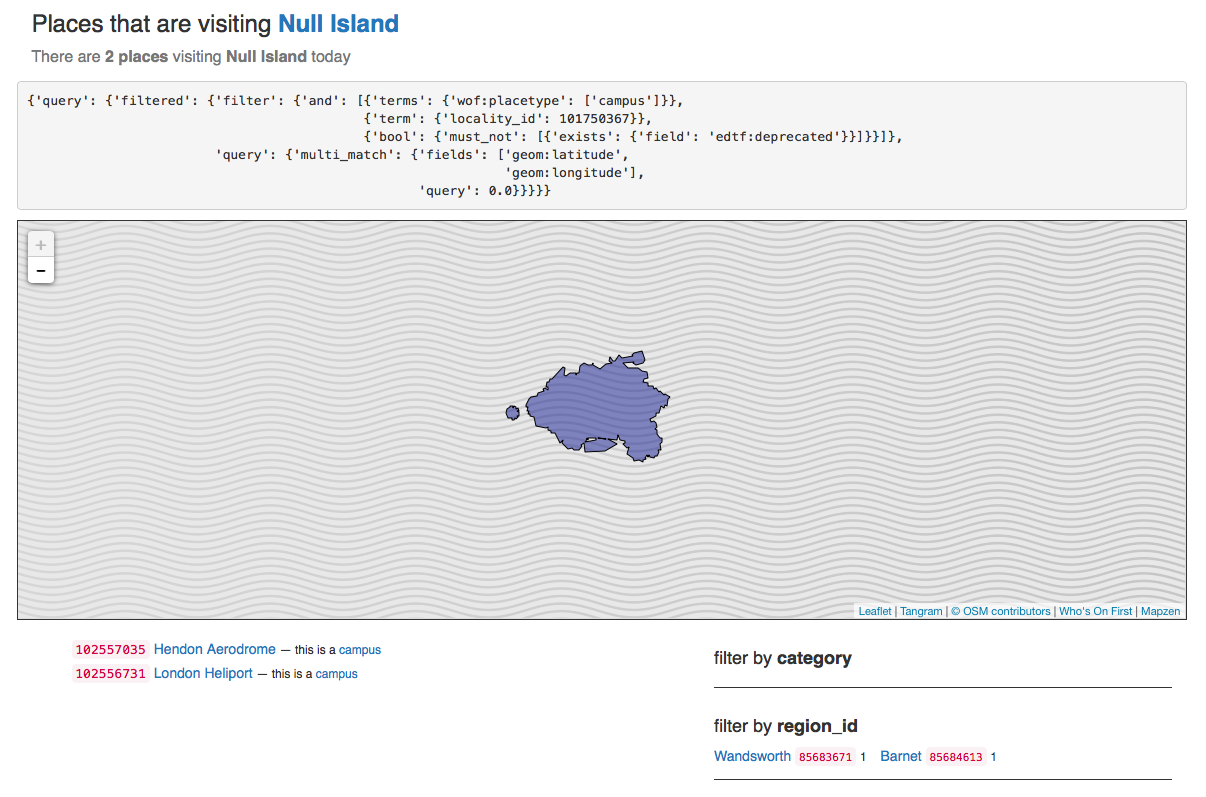 Places that are visiting Null Island
There are 2 places visiting Null Island today
{'query': {'filtered': {'filter': {'and': [{'terms': {'wof:placetype': ['campus']}},
{'term': {'locality_id': 101750367}},
{'bool': {'must_not': [{'exists': {'field': 'edtf:deprecated'}}]}}]},
'query': {'multi_match': {'fields': ['geom:latitude',
'geom:longitude'],
'query': 0.0}}}}}
+
−
Leaflet | Tangram | © OSM contributors | Who's On First | Mapzen
102557035 Hendon Aerodrome — this is a campus
102556731 London Heliport — this is a campus
filter by category
filter by region_id
Wandsworth 85683671 1 Barnet 85684613 1